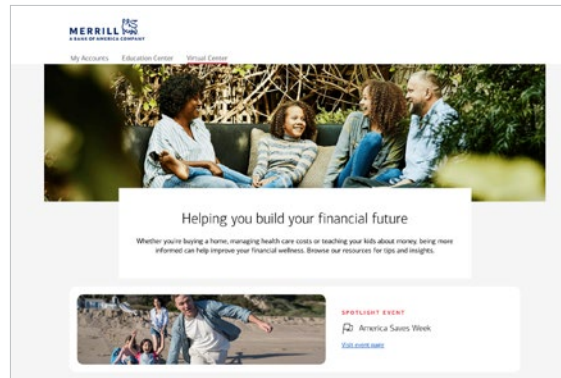 MERRILL
A BANK OF AMERICA COMPANY
My Accounts Education Center Virtual Center
Helping you build your financial future
Whether you're buying a home, managing health care costs or teaching your kids about money, being more
informed can help improve your financial wellness. Browse our resources for tips and insights.
SPOTLIGHT EVENT
America Saves Week
Visit event page